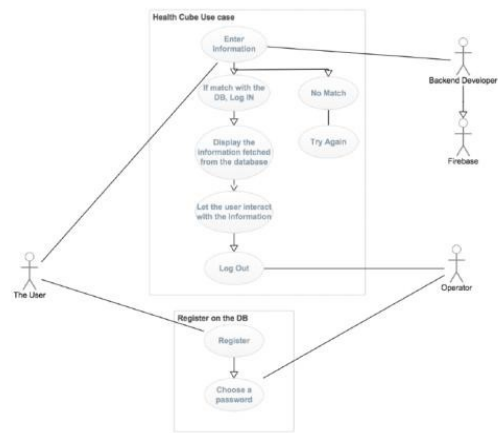 Health Cube Use case
Enter
Information
If match with the
DB, Log IN
No Match
Backend Developer
Display the
information fetched
from the database
Try Again
Firebase
Let the user interact
with the Information
Log Out
The User
Operator
Register on the DB
Register
Choose a
password